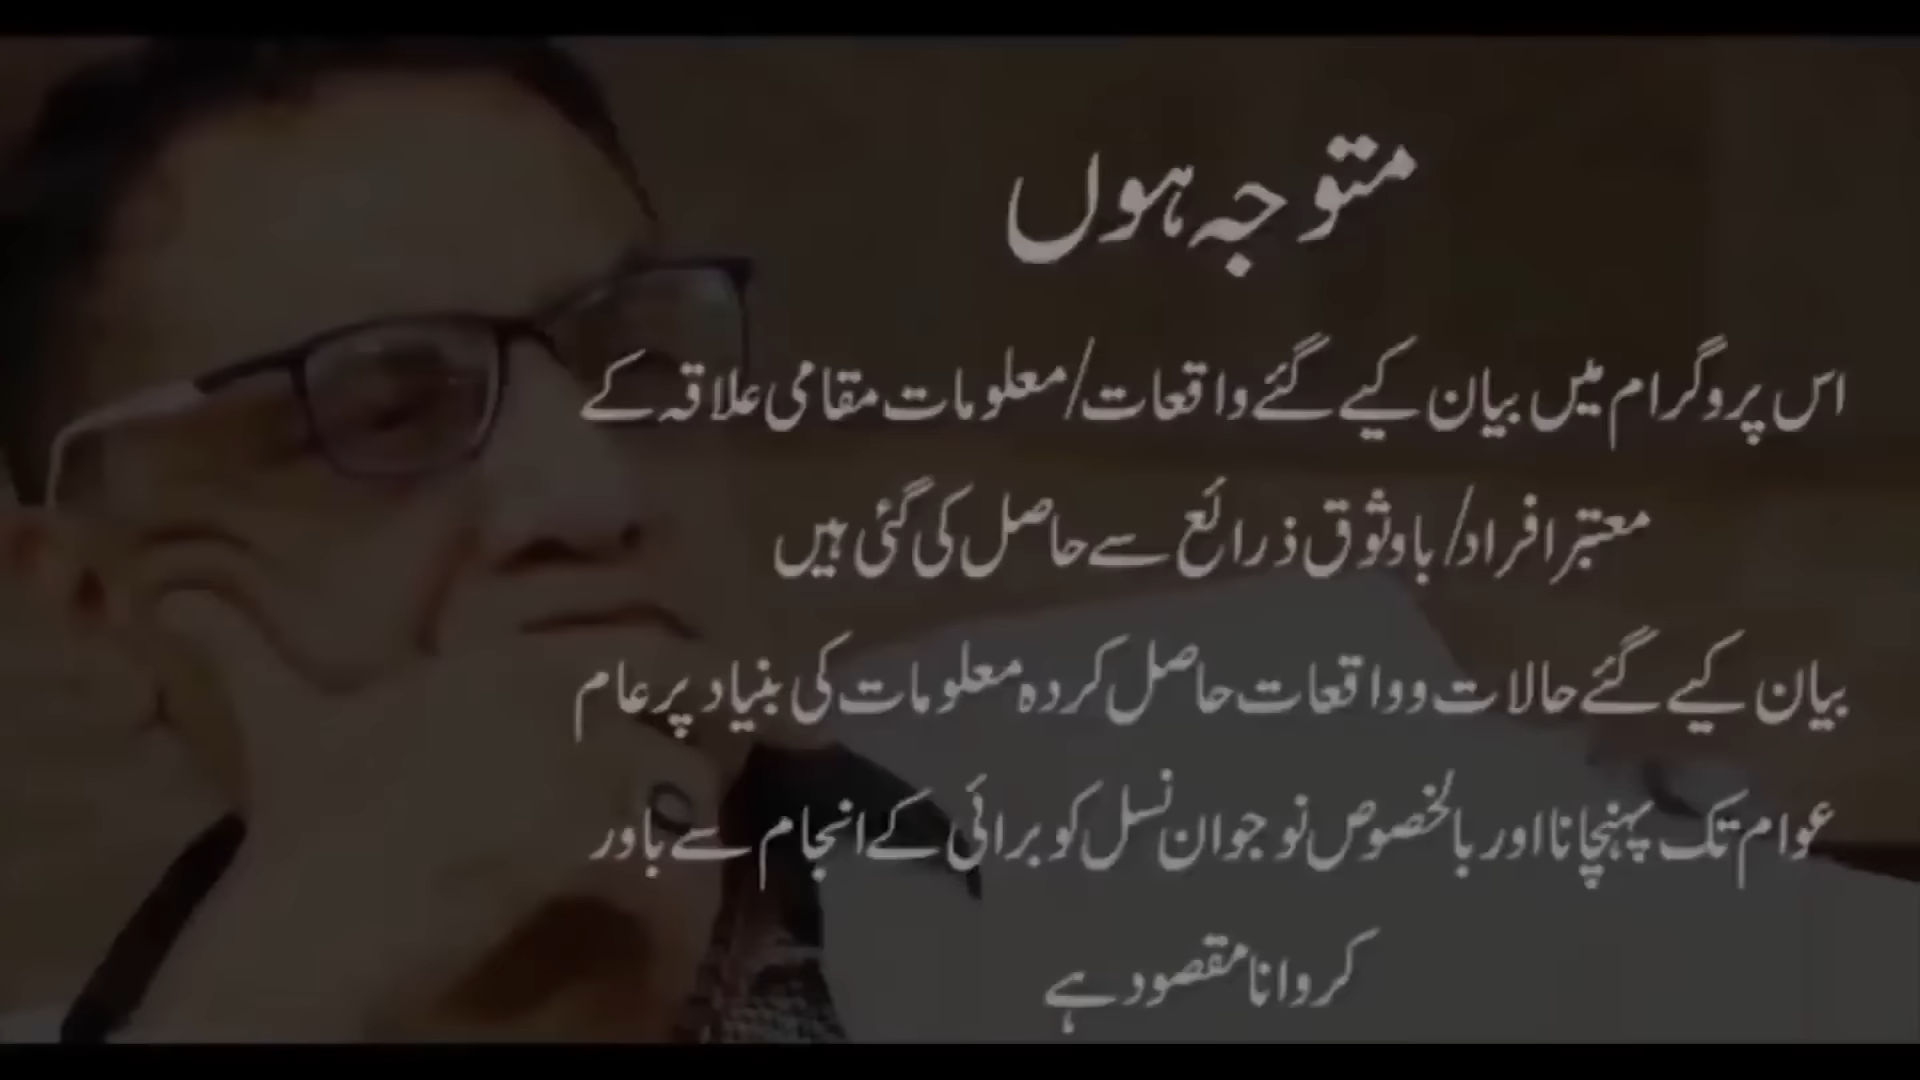 متوجہ ہوں
اس پروگرام میں بیان کیے گئے واقعات/معلومات مقامی علاقہ کے
معتبر افراد/ باوثوق ذرائع سے حاصل کی گئی ہیں
بیان کیے گئے حالات و واقعات حاصل کردہ معلومات کی بنیاد پر عام
عوام تک پہنچانا اور بالخصوص نوجوان نسل کو برائی کے انجام سے باور
کروانا مقصود ہے